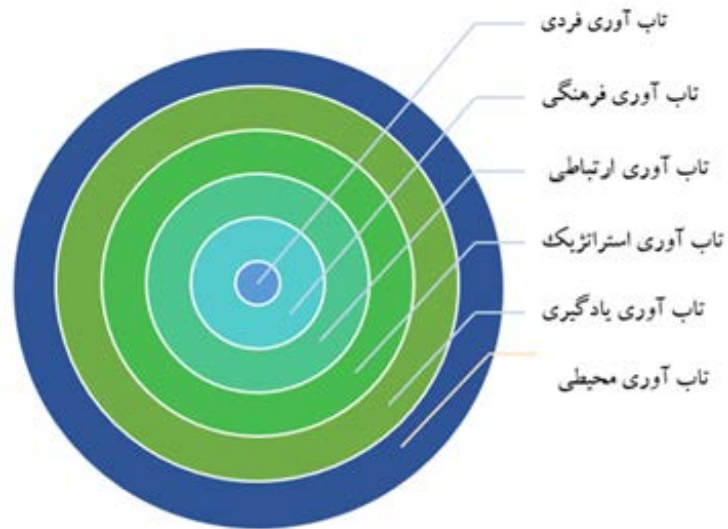 تاب آوری فردی
تاب آوری فرهنگی
تاب آوری ارتباطی
تاب آوری استراتژیک
تاب آوری یادگیری
تاب آوری محیطی